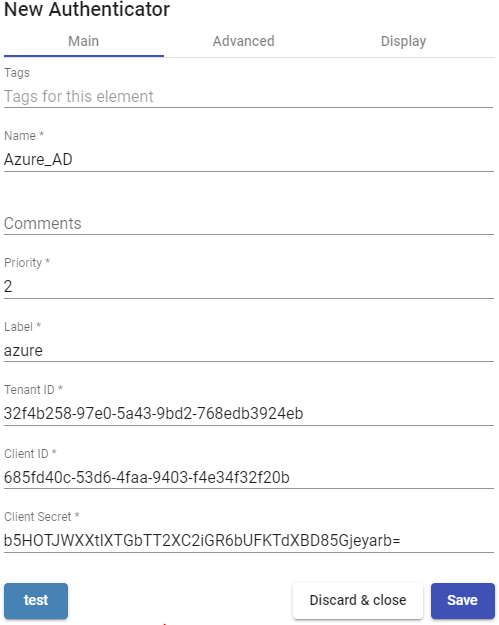 New Authenticator
Main Advanced Display
Tags
Tags for this element
Name *
Azure_AD
Comments
Priority *
2
Label *
azure
Tenant ID *
32f4b258-97e0-5a43-9bd2-768edb3924eb
Client ID *
685fd40c-53d6-4faa-9403-f4e34f32f20b
Client Secret *
b5HOTJWXXtIXTGbTT2XC2iGR6bUFKTdXBD85Gjeyarb=
test Discard & close Save